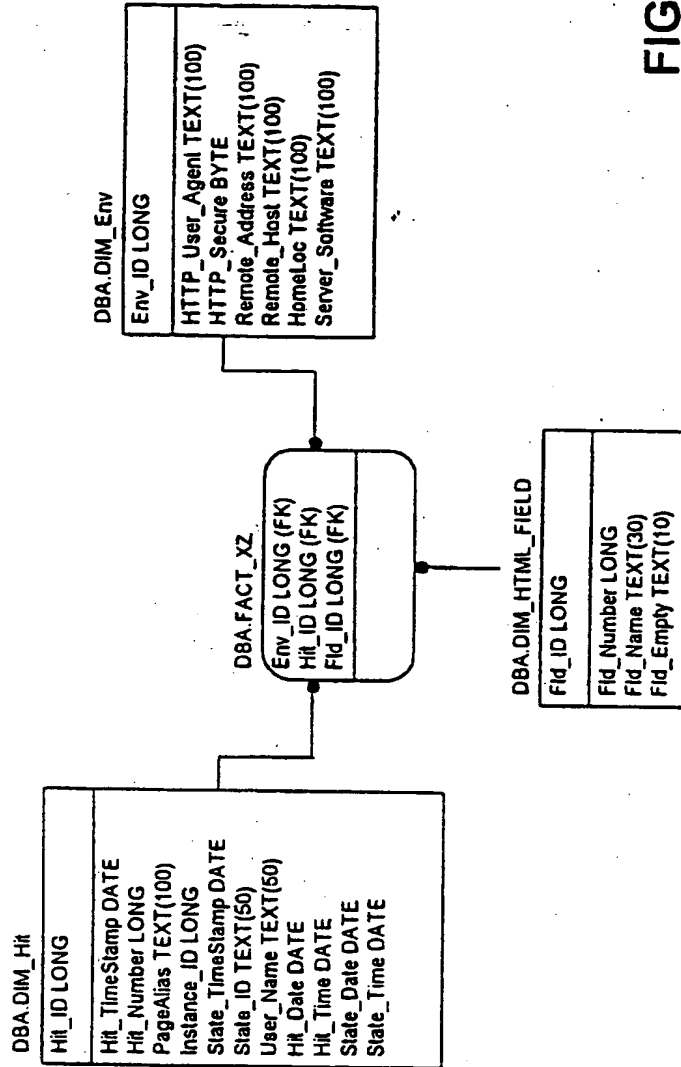 DBA.DIM_Hit
Hit_ID LONG
Hit_TimeStamp DATE
Hit_Number LONG
PageAlias TEXT(100)
Instance_ID LONG
State_TimeStamp DATE
State_ID TEXT(50)
User_Name TEXT(50)
Hit_Date DATE
Hit_Time DATE
State_Date DATE
State_Time DATE
DBA.FACT_XZ
Env_ID LONG (FK)
Hit_ID LONG (FK)
Fld_ID LONG (FK)
DBA.DIM_Env
Env_ID LONG
HTTP_User_Agent TEXT(100)
HTTP_Secure BYTE
Remote_Address TEXT(100)
Remote_Host TEXT(100)
HomeLoc TEXT(100)
Server_Software TEXT(100)
DBA.DIM_HTML_FIELD
Fld_ID LONG
Fld_Number LONG
Fld_Name TEXT(30)
Fld_Empty TEXT(10)
FIG